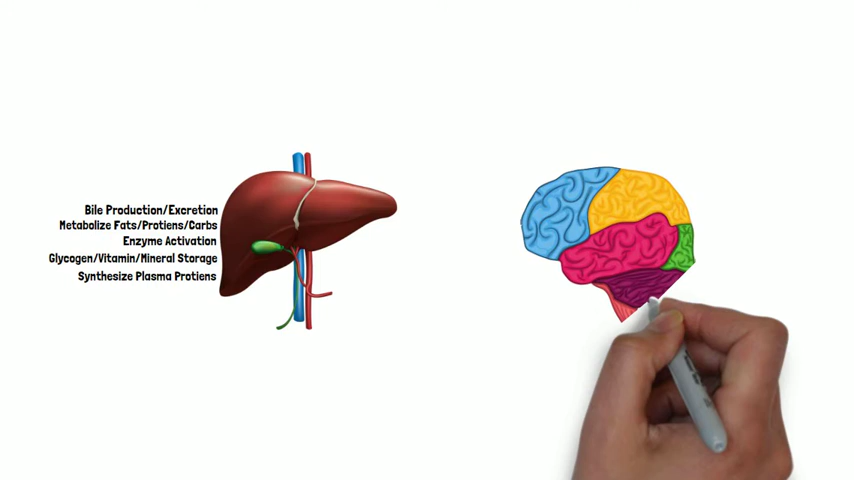 Bile Production/Excretion
Metabolize Fats/Protiens/Carbs
Enzyme Activation
Glycogen/Vitamin/Mineral Storage
Synthesize Plasma Protiens